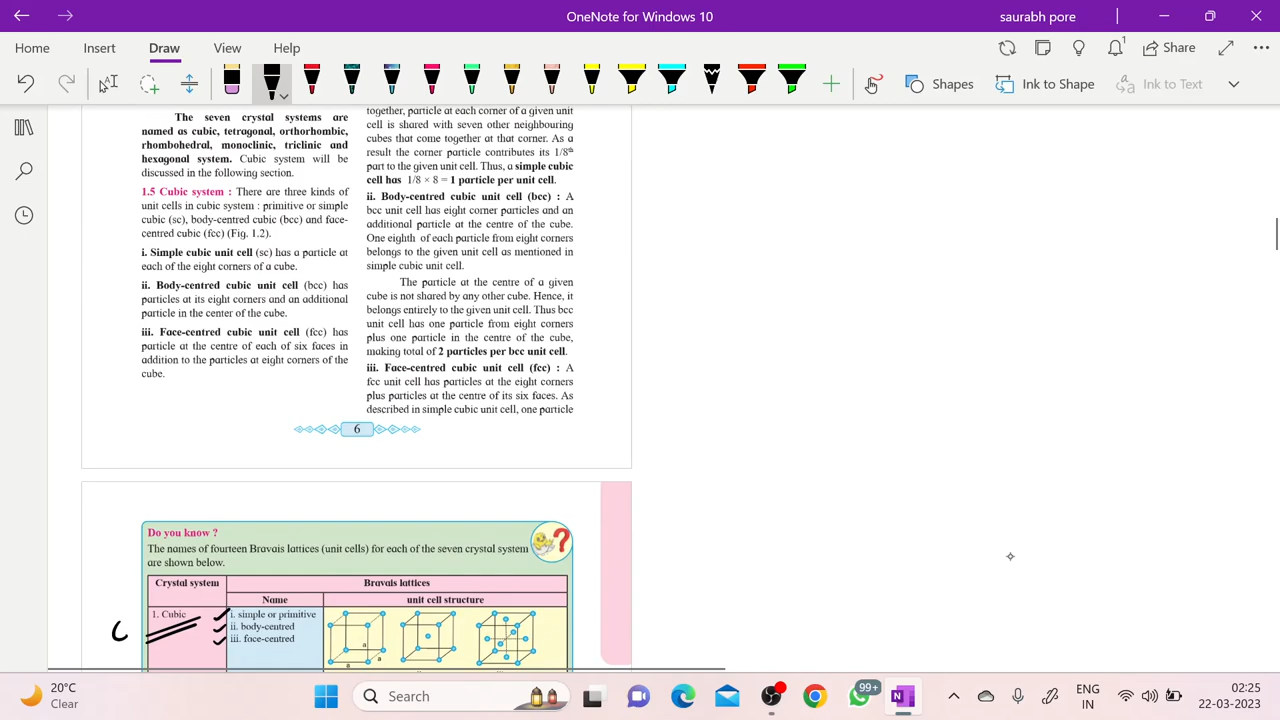 OneNote for Windows 10
saurabh pore
Home
Insert
Draw
View
Help
Share
Shapes
Ink to Shape
Ink to Text
The seven crystal systems are
named as cubic, tetragonal, orthorhombic,
rhombohedral, monoclinic, triclinic and
hexagonal system. Cubic system will be
discussed in the following section.
1.5 Cubic system : There are three kinds of
unit cells in cubic system : primitive or simple
cubic (sc), body-centred cubic (bcc) and face-
centred cubic (fcc) (Fig. 1.2).
i. Simple cubic unit cell (sc) has a particle at
each of the eight corners of a cube.
ii. Body-centred cubic unit cell (bcc) has
particles at its eight corners and an additional
particle in the center of the cube.
iii. Face-centred cubic unit cell (fcc) has
particle at the centre of each of six faces in
addition to the particles at eight corners of the
cube.
together, particle at each corner of a given unit
cell is shared with seven other neighbouring
cubes that come together at that corner. As a
result the corner particle contributes its 1/8th
part to the given unit cell. Thus, a simple cubic
cell has 1/8 × 8 = 1 particle per unit cell.
ii. Body-centred cubic unit cell (bcc) : A
bcc unit cell has eight corner particles and an
additional particle at the centre of the cube.
One eighth of each particle from eight corners
belongs to the given unit cell as mentioned in
simple cubic unit cell.
The particle at the centre of a given
cube is not shared by any other cube. Hence, it
belongs entirely to the given unit cell. Thus bcc
unit cell has one particle from eight corners
plus one particle in the centre of the cube,
making total of 2 particles per bcc unit cell.
iii. Face-centred cubic unit cell (fcc) : A
fcc unit cell has particles at the eight corners
plus particles at the centre of its six faces. As
described in simple cubic unit cell, one particle
6
Do you know ?
The names of fourteen Bravais lattices (unit cells) for each of the seven crystal system
are shown below.
Crystal system
Bravais lattices
Name
unit cell structure
1. Cubic
i. simple or primitive
ii. body-centred
iii. face-centred
a
a
a
20°C
Clear
Search
99+
ENG
IN
02:25
22-03-2023